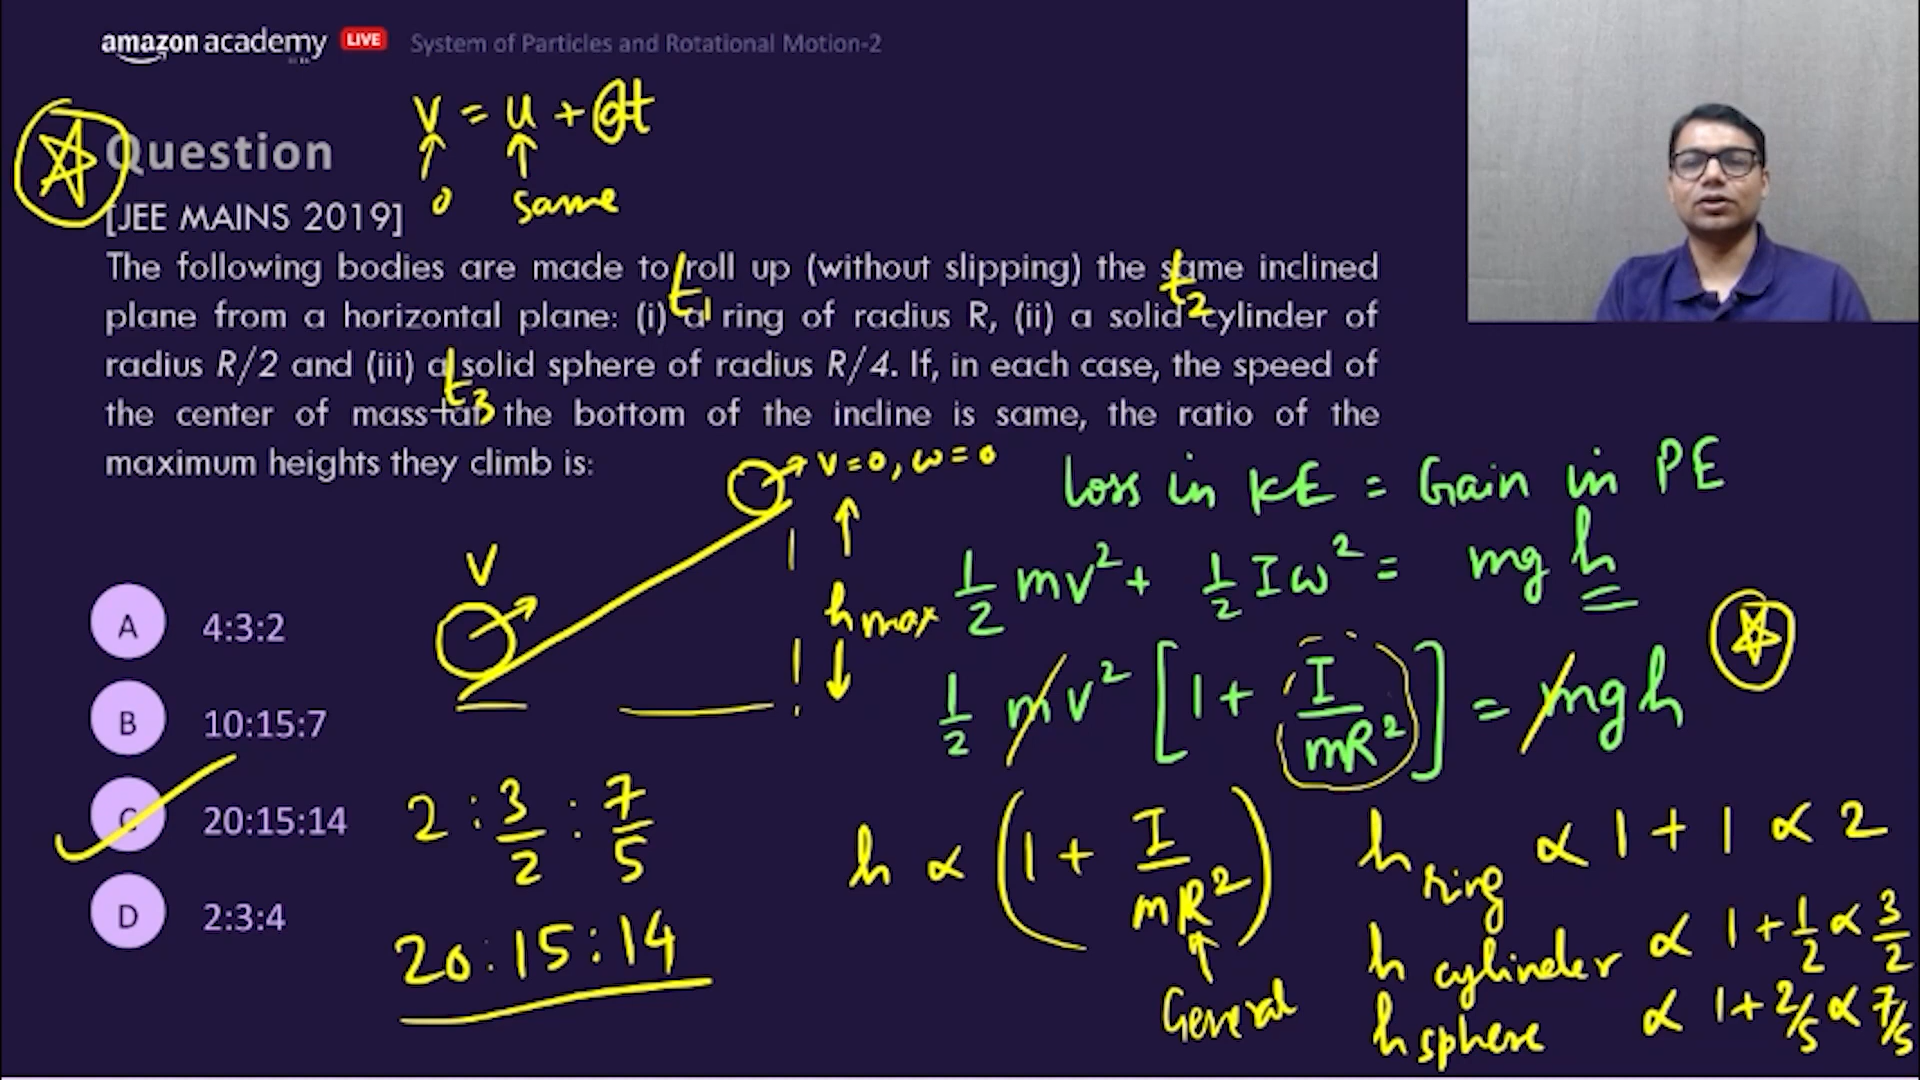 amazon academy LIVE System of Particles and Rotational Motion-2
v = u + at
0 same
Question
[JEE MAINS 2019]
The following bodies are made to roll up (without slipping) the same inclined
plane from a horizontal plane: (i) a ring of radius R, (ii) a solid cylinder of
radius R/2 and (iii) a solid sphere of radius R/4. If, in each case, the speed of
the center of mass at the bottom of the incline is same, the ratio of the
maximum heights they climb is:
t1
t2
t3
v=0, ω=0
V
h max
Loss in KE = Gain in PE
1/2 mv² + 1/2 Iω² = mg h
1/2 mv² [1 + I/mR²] = mgh
A 4:3:2
B 10:15:7
C 20:15:14
D 2:3:4
2 : 3/2 : 7/5
20:15:14
h ∝ (1 + I/mR²)
General
h ring ∝ 1 + 1 ∝ 2
h cylinder ∝ 1 + 1/2 ∝ 3/2
h sphere ∝ 1 + 2/5 ∝ 7/5